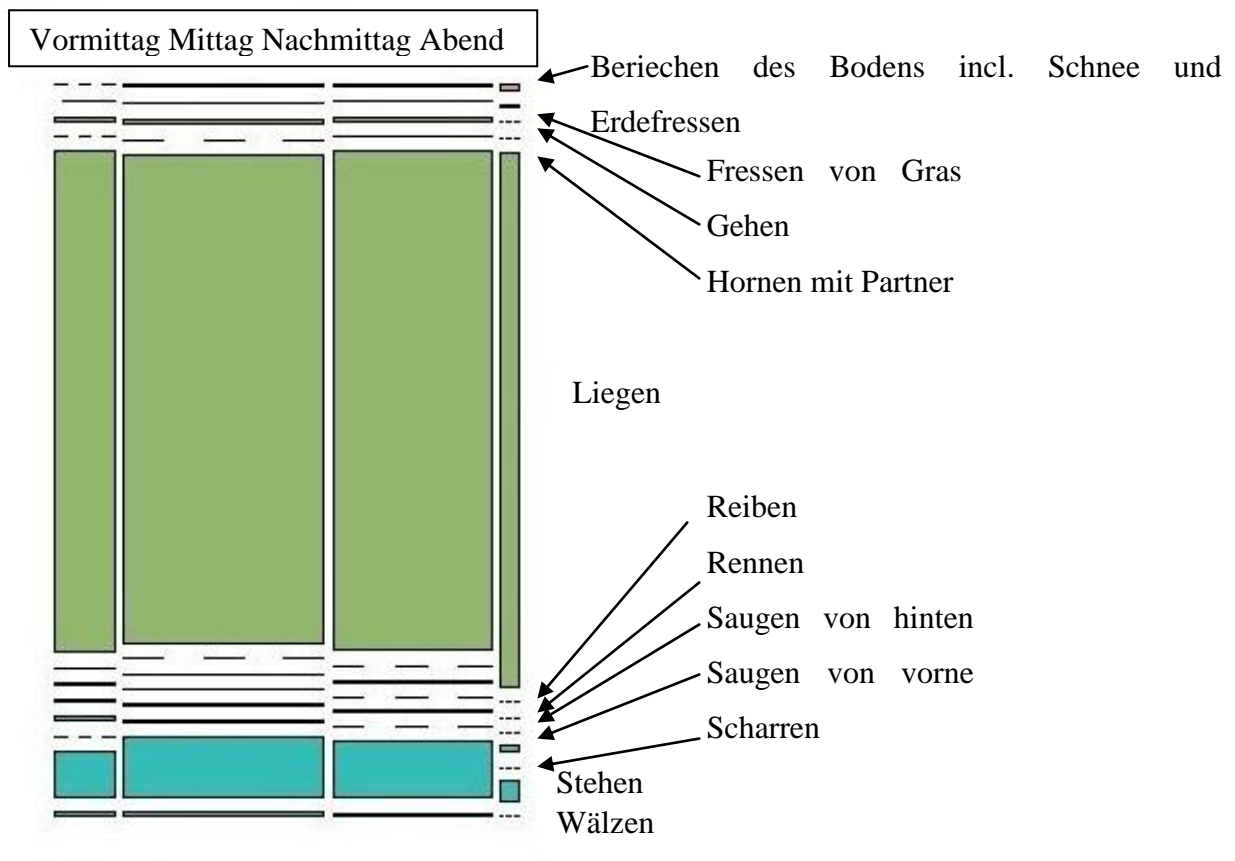 Vormittag Mittag Nachmittag Abend
Beriechen des Bodens incl. Schnee und
Erdefressen
Fressen von Gras
Gehen
Hornen mit Partner
Liegen
Reiben
Rennen
Saugen von hinten
Saugen von vorne
Scharren
Stehen
Wälzen